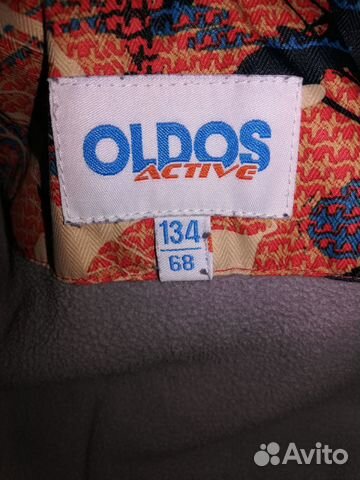 OLDOS
ACTIVE
134
68
Avito